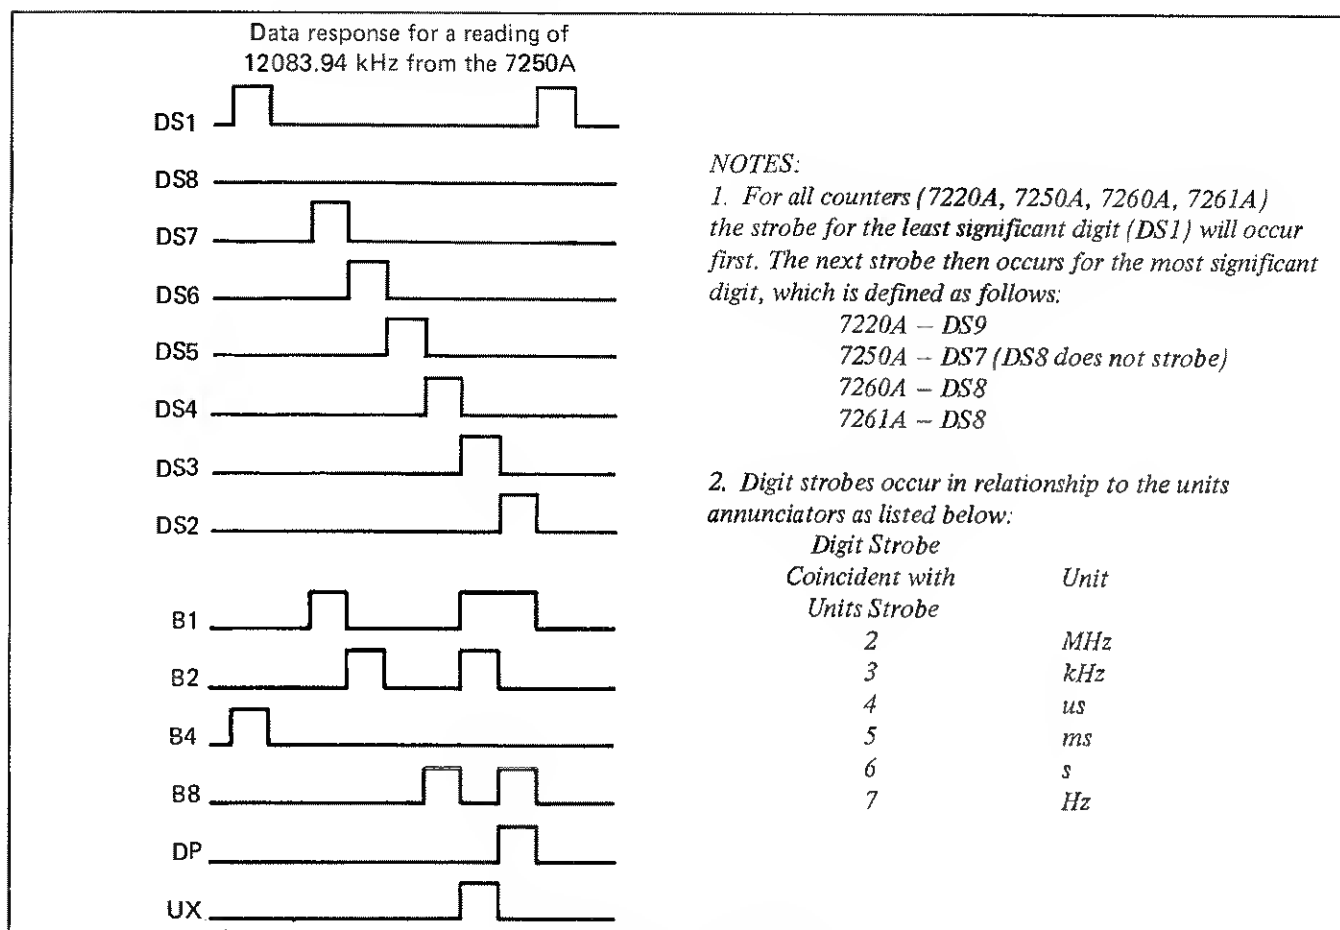 Data response for a reading of
12083.94 kHz from the 7250A
DS1
DS8
DS7
DS6
DS5
DS4
DS3
DS2
B1
B2
B4
B8
DP
UX
NOTES:
1. For all counters (7220A, 7250A, 7260A, 7261A)
the strobe for the least significant digit (DS1) will occur
first. The next strobe then occurs for the most significant
digit, which is defined as follows:
7220A – DS9
7250A – DS7 (DS8 does not strobe)
7260A – DS8
7261A – DS8
2. Digit strobes occur in relationship to the units
annunciators as listed below:
Digit Strobe
Coincident with Unit
Units Strobe
2 MHz
3 kHz
4 us
5 ms
6 s
7 Hz